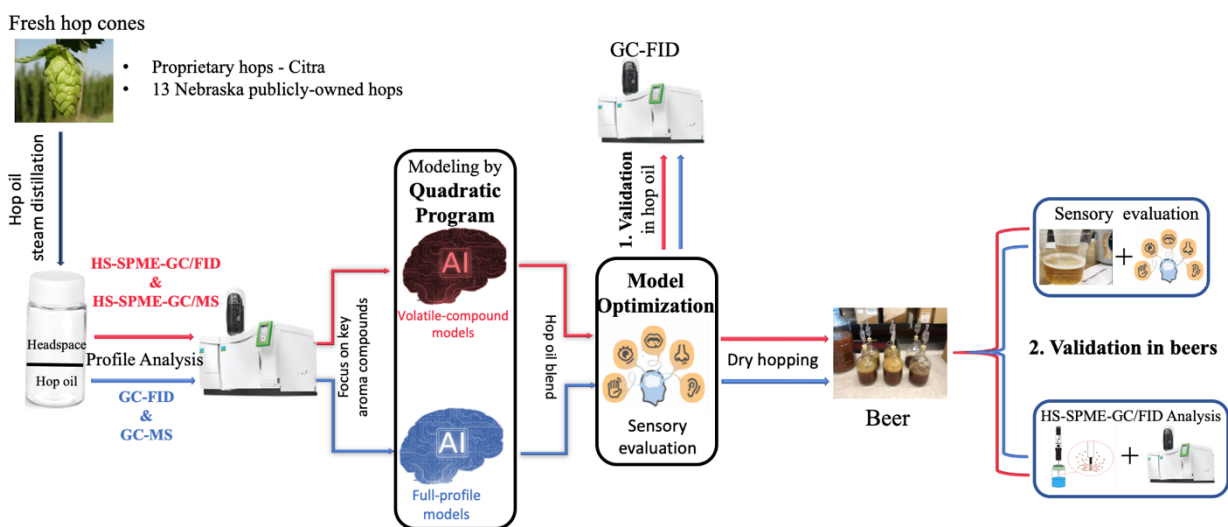 Fresh hop cones
• Proprietary hops - Citra
• 13 Nebraska publicly-owned hops
Hop oil
steam distillation
Headspace
Hop oil
HS-SPME-GC/FID
&
HS-SPME-GC/MS
Profile Analysis
GC-FID
&
GC-MS
Focus on key
aroma compounds
Modeling by
Quadratic
Program
AI
Volatile-compound
models
AI
Full-profile
models
Hop oil blend
GC-FID
1. Validation
in hop oil
Model
Optimization
Sensory
evaluation
Dry hopping
Beer
Sensory evaluation
+
2. Validation in beers
HS-SPME-GC/FID Analysis
+